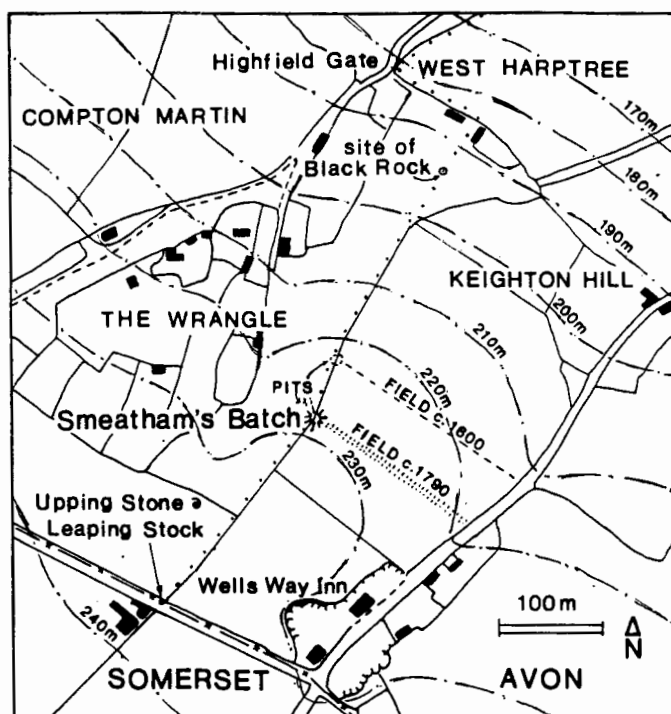 Highfield Gate
WEST HARPTREE
COMPTON MARTIN
170m
site of
Black Rock
180m
190m
KEIGHTON HILL
200m
THE WRANGLE
210m
220m
PITS
FIELD c.1800
Smeatham's Batch
FIELD c.1790
230m
Upping Stone &
Leaping Stock
Wells Way Inn
100m
240m
N
SOMERSET
AVON